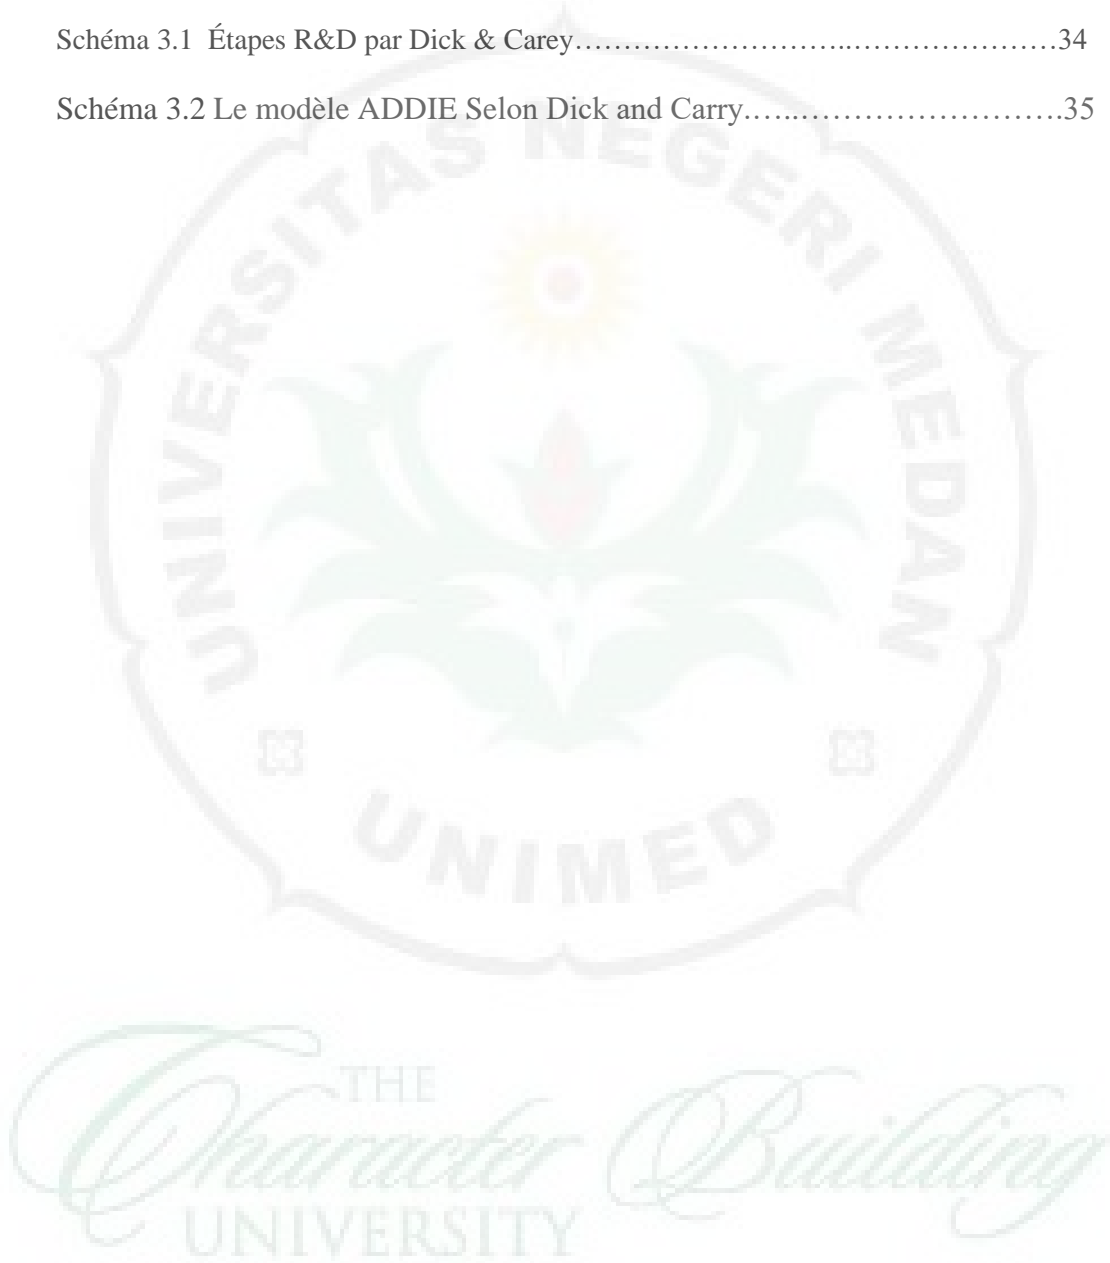 Schéma 3.1  Étapes R&D par Dick & Carey………………………..…………………34
Schéma 3.2 Le modèle ADDIE Selon Dick and Carry…...…………………….35
UNIVERSITAS NEGERI MEDAN
UNIMED
THE
Character Building
UNIVERSITY